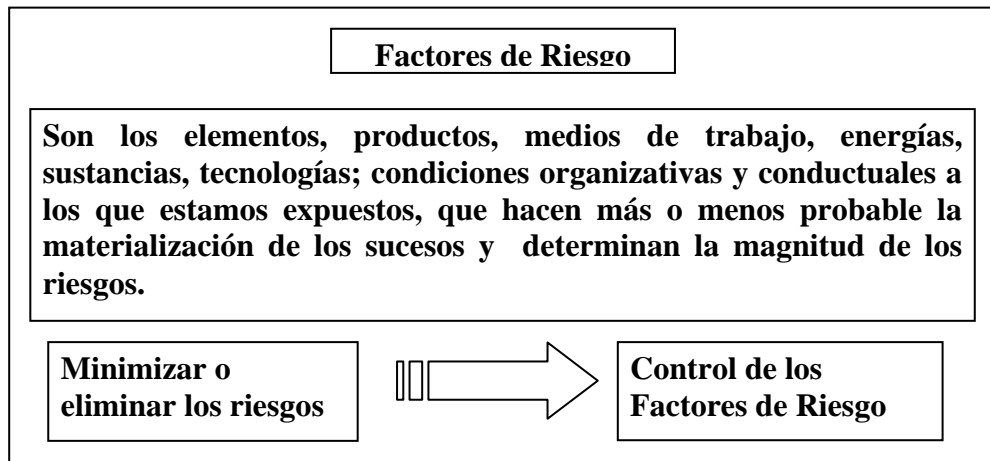 Factores de Riesgo
Son los elementos, productos, medios de trabajo, energías,
sustancias, tecnologías; condiciones organizativas y conductuales a
los que estamos expuestos, que hacen más o menos probable la
materialización de los sucesos y determinan la magnitud de los
riesgos.
Minimizar o
eliminar los riesgos
Control de los
Factores de Riesgo